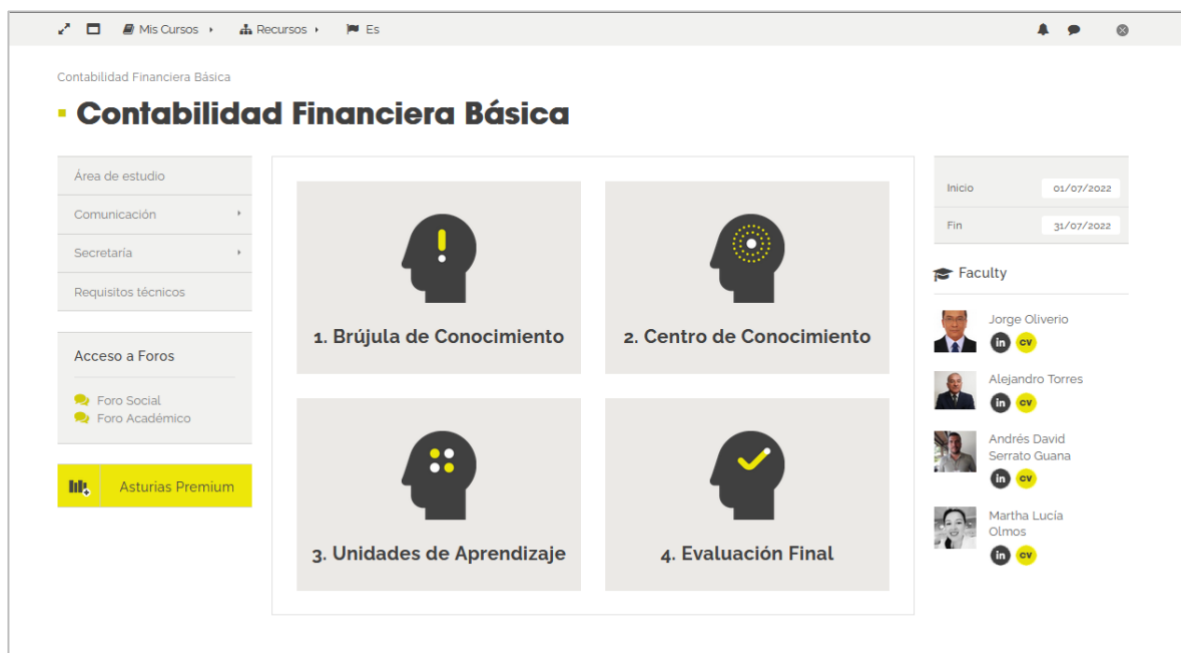 Mis Cursos
Recursos
Es
Contabilidad Financiera Básica
Contabilidad Financiera Básica
Área de estudio
Comunicación
Secretaría
Requisitos técnicos
Acceso a Foros
Foro Social
Foro Académico
Asturias Premium
1. Brújula de Conocimiento
2. Centro de Conocimiento
3. Unidades de Aprendizaje
4. Evaluación Final
Inicio 01/07/2022
Fin 31/07/2022
Faculty
Jorge Oliverio
in cv
Alejandro Torres
in cv
Andrés David
Serrato Guana
in cv
Martha Lucía
Olmos
in cv